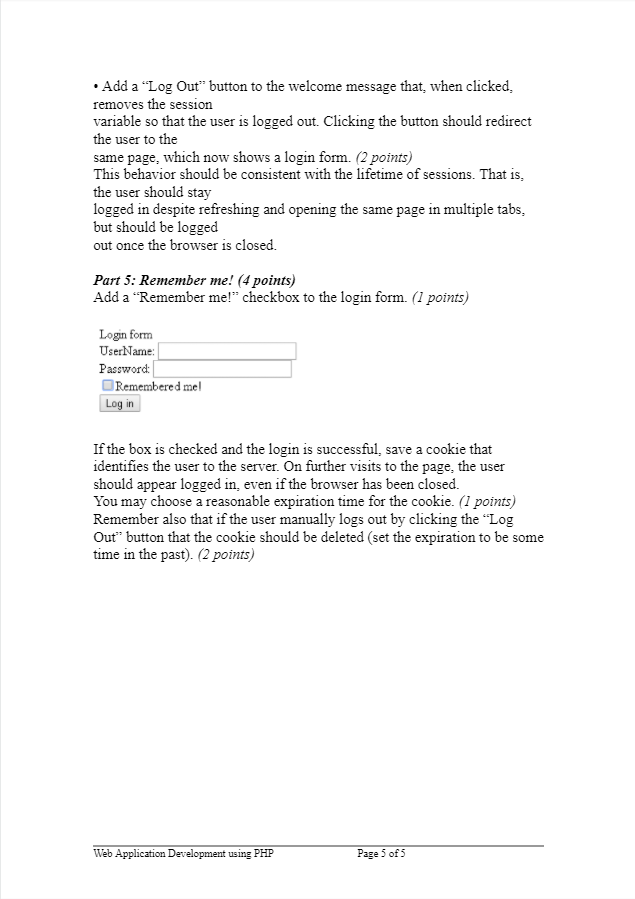 • Add a “Log Out” button to the welcome message that, when clicked,
removes the session
variable so that the user is logged out. Clicking the button should redirect
the user to the
same page, which now shows a login form. (2 points)
This behavior should be consistent with the lifetime of sessions. That is,
the user should stay
logged in despite refreshing and opening the same page in multiple tabs,
but should be logged
out once the browser is closed.
Part 5: Remember me! (4 points)
Add a “Remember me!” checkbox to the login form. (1 points)
Login form
UserName:
Password:
Remembered me!
Log in
If the box is checked and the login is successful, save a cookie that
identifies the user to the server. On further visits to the page, the user
should appear logged in, even if the browser has been closed.
You may choose a reasonable expiration time for the cookie. (1 points)
Remember also that if the user manually logs out by clicking the “Log
Out” button that the cookie should be deleted (set the expiration to be some
time in the past). (2 points)
Web Application Development using PHP Page 5 of 5